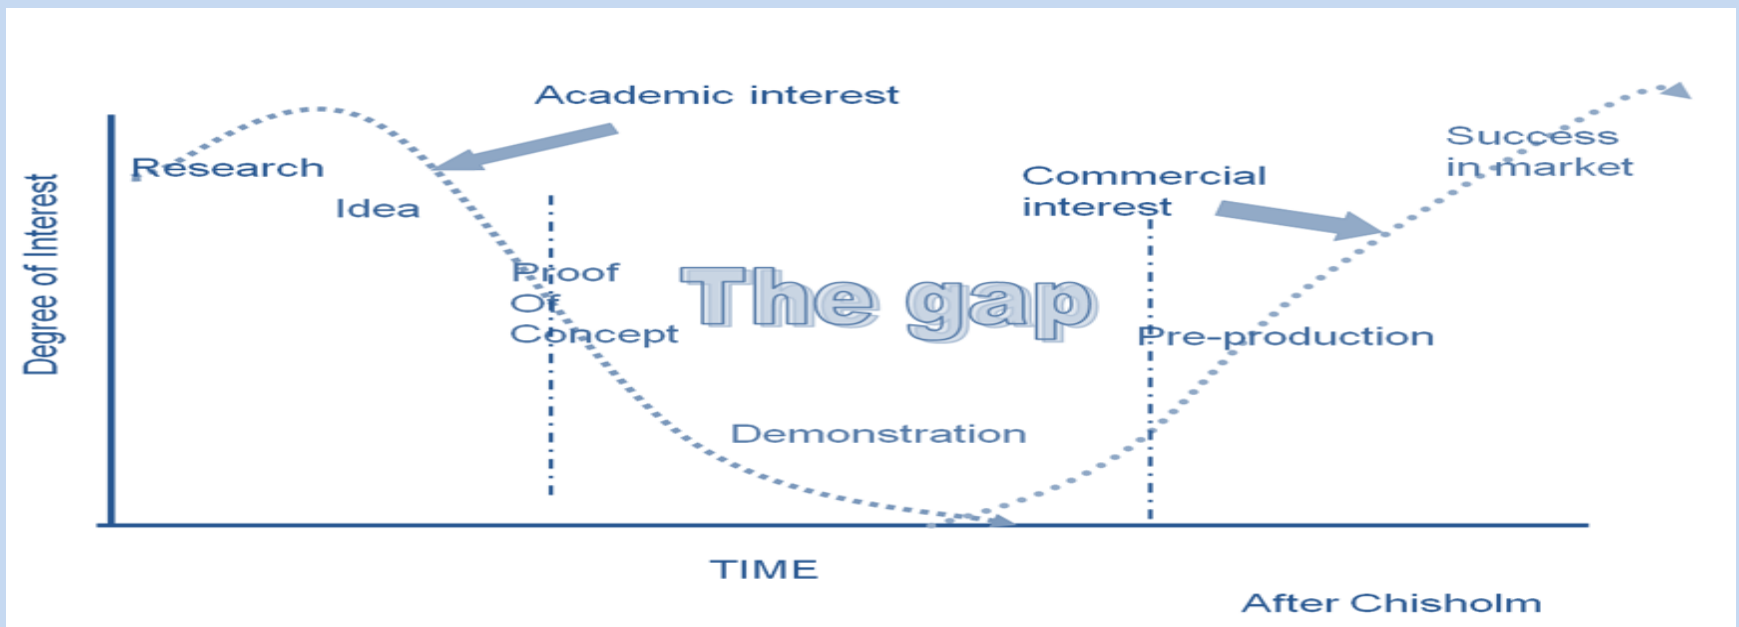 Academic interest
Research
Idea
Commercial
interest
Success
in market
Degree of Interest
Proof
Of
Concept
The gap
Pre-production
Demonstration
TIME
After Chisholm